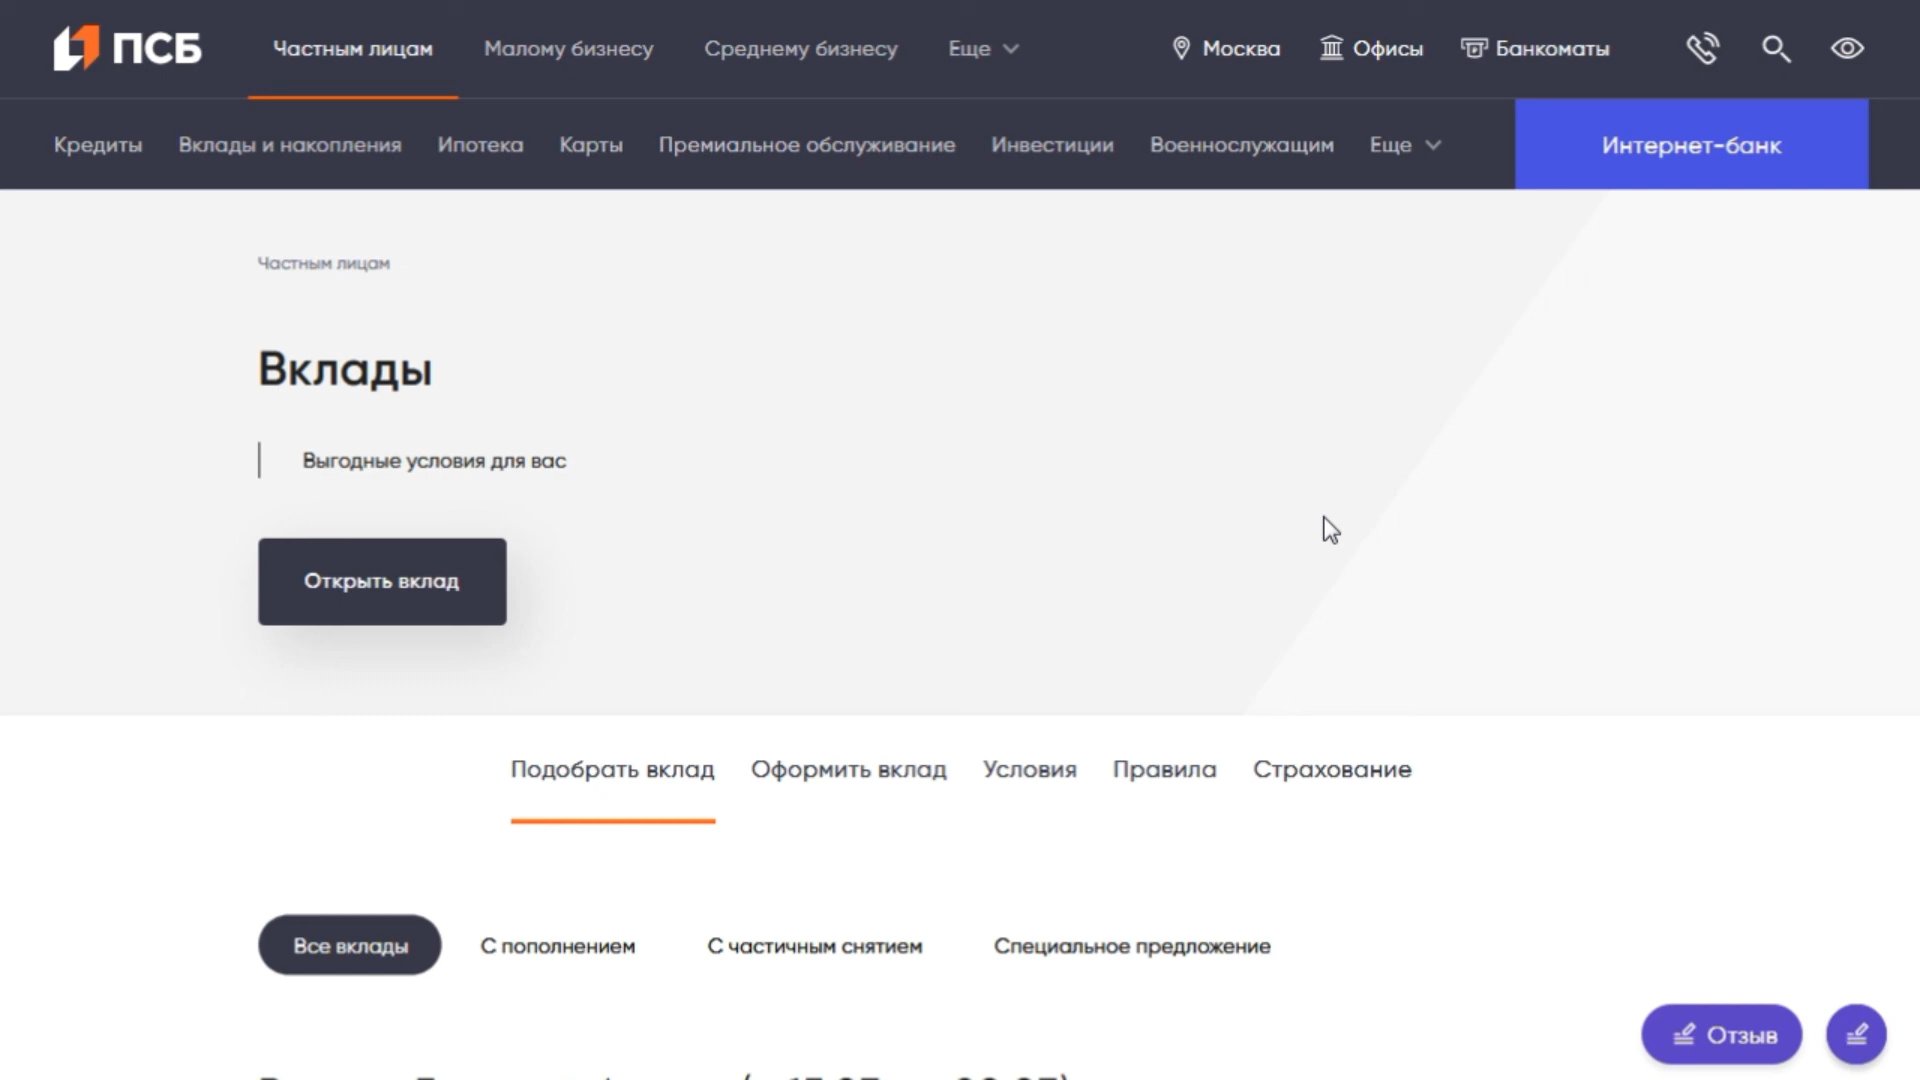 ПСБ
Частным лицам
Малому бизнесу
Среднему бизнесу
Еще
Москва
Офисы
Банкоматы
Кредиты
Вклады и накопления
Ипотека
Карты
Премиальное обслуживание
Инвестиции
Военнослужащим
Еще
Интернет-банк
Частным лицам
Вклады
Выгодные условия для вас
Открыть вклад
Подобрать вклад
Оформить вклад
Условия
Правила
Страхование
Все вклады
С пополнением
С частичным снятием
Специальное предложение
Отзыв